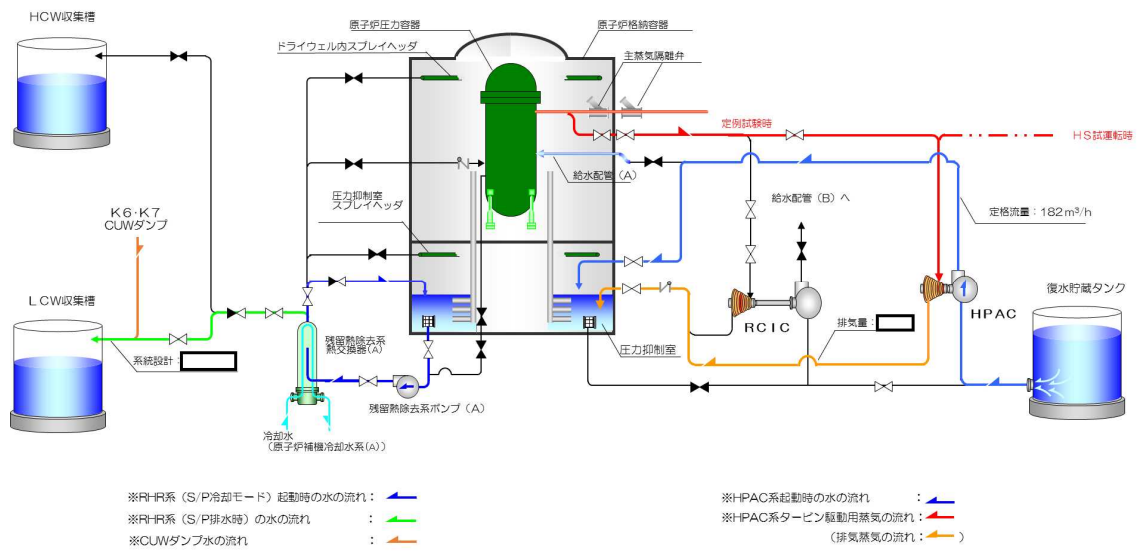 HCW収集槽
原子炉圧力容器
原子炉格納容器
ドライウェル内スプレイヘッダ
主蒸気隔離弁
定例試験時
HS試運転時
給水配管（A）
圧力抑制室
スプレイヘッダ
給水配管（B）へ
K6・K7
CUWダンプ
定格流量：182m³/h
LCW収集槽
復水貯蔵タンク
RCIC
HPAC
排気量：
残留熱除去系
熱交換器(A)
圧力抑制室
系統設計：
残留熱除去系ポンプ（A）
冷却水
（原子炉補機冷却水系(A)）
※RHR系（S/P冷却モード）起動時の水の流れ：
※RHR系（S/P排水時）の水の流れ　：
※CUWダンプ水の流れ　：
※HPAC系起動時の水の流れ　：
※HPAC系タービン駆動用蒸気の流れ：
（排気蒸気の流れ：　）